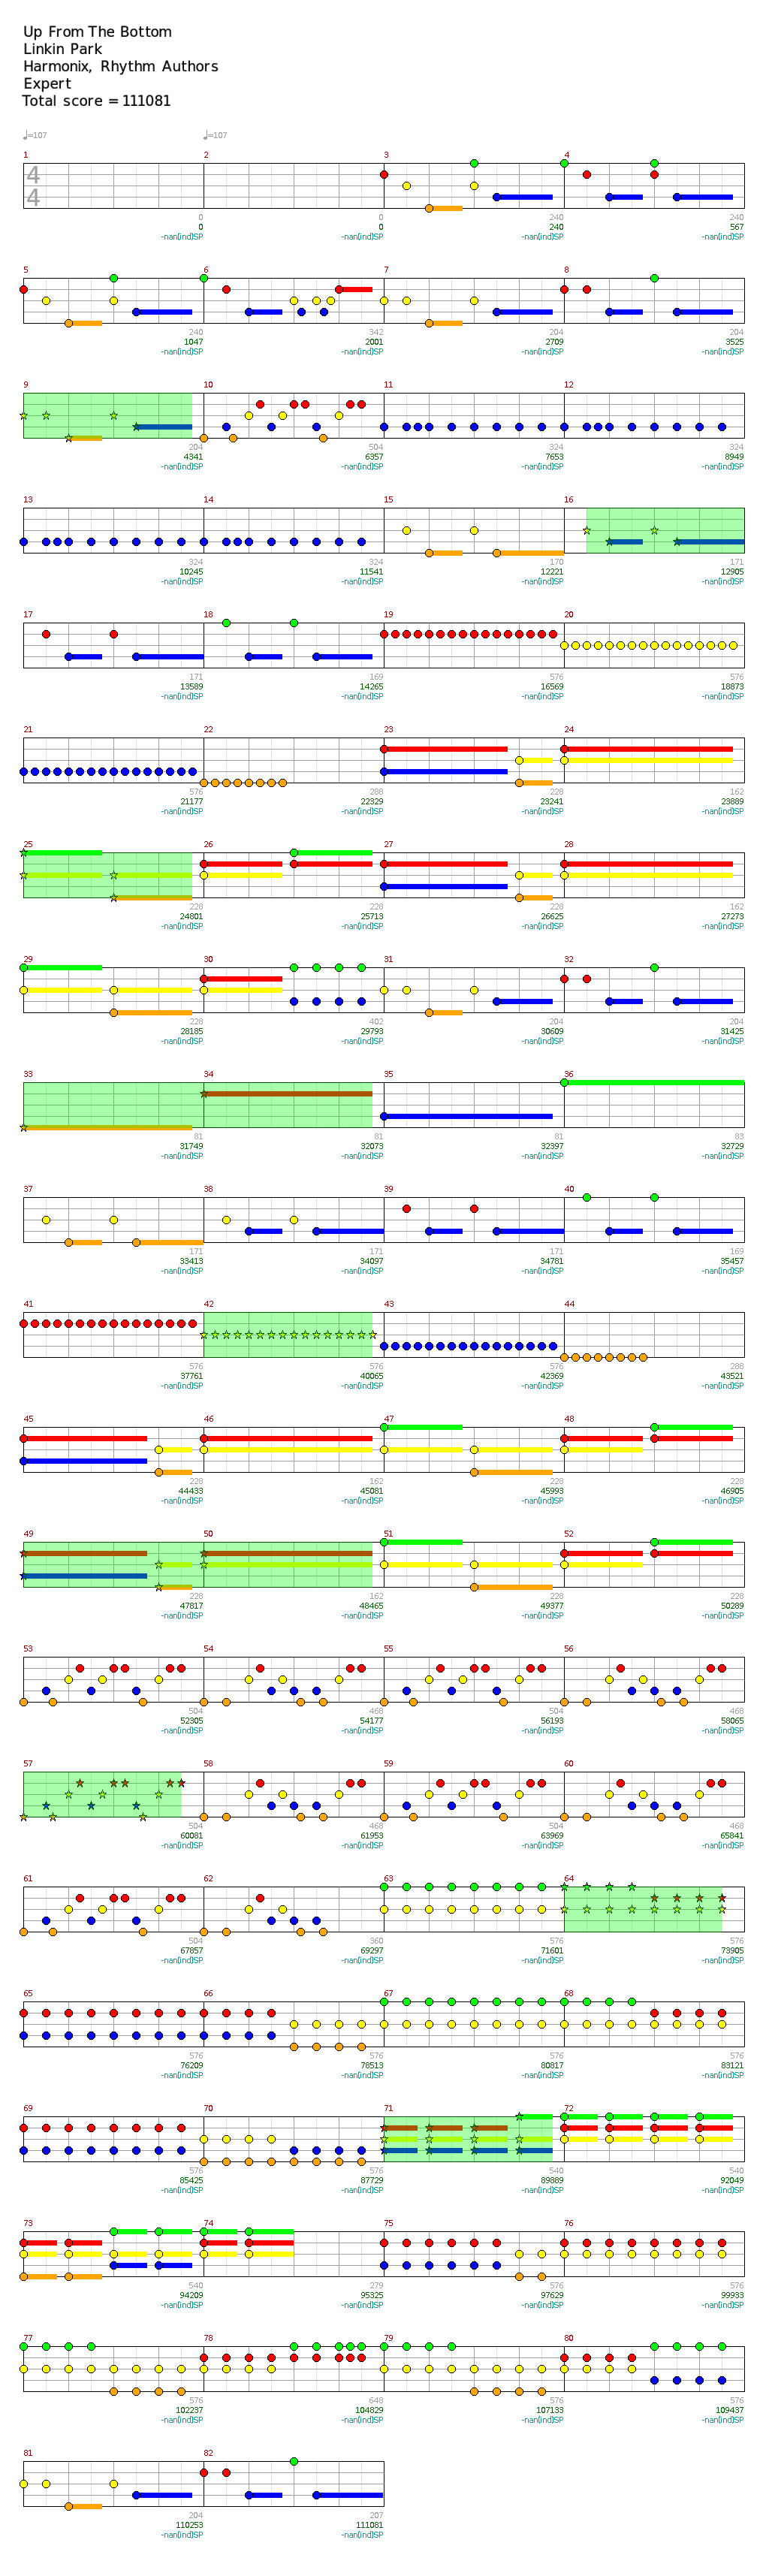 Up From The Bottom
Linkin Park
Harmonix, Rhythm Authors
Expert
Total score = 111081
♩=107 ♩=107
1 2 3 4
4
4
0 0 240 240
0 0 240 567
-nan(ind)SP -nan(ind)SP -nan(ind)SP -nan(ind)SP
5 6 7 8
240 342 204 204
1047 2001 2709 3525
-nan(ind)SP -nan(ind)SP -nan(ind)SP -nan(ind)SP
9 10 11 12
204 504 324 324
4341 6357 7653 8949
-nan(ind)SP -nan(ind)SP -nan(ind)SP -nan(ind)SP
13 14 15 16
324 324 170 171
10245 11541 12221 12905
-nan(ind)SP -nan(ind)SP -nan(ind)SP -nan(ind)SP
17 18 19 20
171 169 576 576
13589 14265 16569 18873
-nan(ind)SP -nan(ind)SP -nan(ind)SP -nan(ind)SP
21 22 23 24
576 288 228 162
21177 22329 23241 23889
-nan(ind)SP -nan(ind)SP -nan(ind)SP -nan(ind)SP
25 26 27 28
228 228 228 162
24801 25713 26625 27273
-nan(ind)SP -nan(ind)SP -nan(ind)SP -nan(ind)SP
29 30 31 32
228 402 204 204
28185 29793 30609 31425
-nan(ind)SP -nan(ind)SP -nan(ind)SP -nan(ind)SP
33 34 35 36
81 81 81 83
31749 32073 32397 32729
-nan(ind)SP -nan(ind)SP -nan(ind)SP -nan(ind)SP
37 38 39 40
171 171 171 169
33413 34097 34781 35457
-nan(ind)SP -nan(ind)SP -nan(ind)SP -nan(ind)SP
41 42 43 44
576 576 576 288
37761 40065 42369 43521
-nan(ind)SP -nan(ind)SP -nan(ind)SP -nan(ind)SP
45 46 47 48
228 162 228 228
44433 45081 45993 46905
-nan(ind)SP -nan(ind)SP -nan(ind)SP -nan(ind)SP
49 50 51 52
228 162 228 228
47817 48465 49377 50289
-nan(ind)SP -nan(ind)SP -nan(ind)SP -nan(ind)SP
53 54 55 56
504 468 504 468
52305 54177 56193 58065
-nan(ind)SP -nan(ind)SP -nan(ind)SP -nan(ind)SP
57 58 59 60
504 468 504 468
60081 61953 63969 65841
-nan(ind)SP -nan(ind)SP -nan(ind)SP -nan(ind)SP
61 62 63 64
504 360 576 576
67857 69297 71601 73905
-nan(ind)SP -nan(ind)SP -nan(ind)SP -nan(ind)SP
65 66 67 68
576 576 576 576
76209 78513 80817 83121
-nan(ind)SP -nan(ind)SP -nan(ind)SP -nan(ind)SP
69 70 71 72
576 576 540 540
85425 87729 89889 92049
-nan(ind)SP -nan(ind)SP -nan(ind)SP -nan(ind)SP
73 74 75 76
540 279 576 576
94209 95325 97629 99933
-nan(ind)SP -nan(ind)SP -nan(ind)SP -nan(ind)SP
77 78 79 80
576 648 576 576
102237 104829 107133 109437
-nan(ind)SP -nan(ind)SP -nan(ind)SP -nan(ind)SP
81 82
204 207
110253 111081
-nan(ind)SP -nan(ind)SP